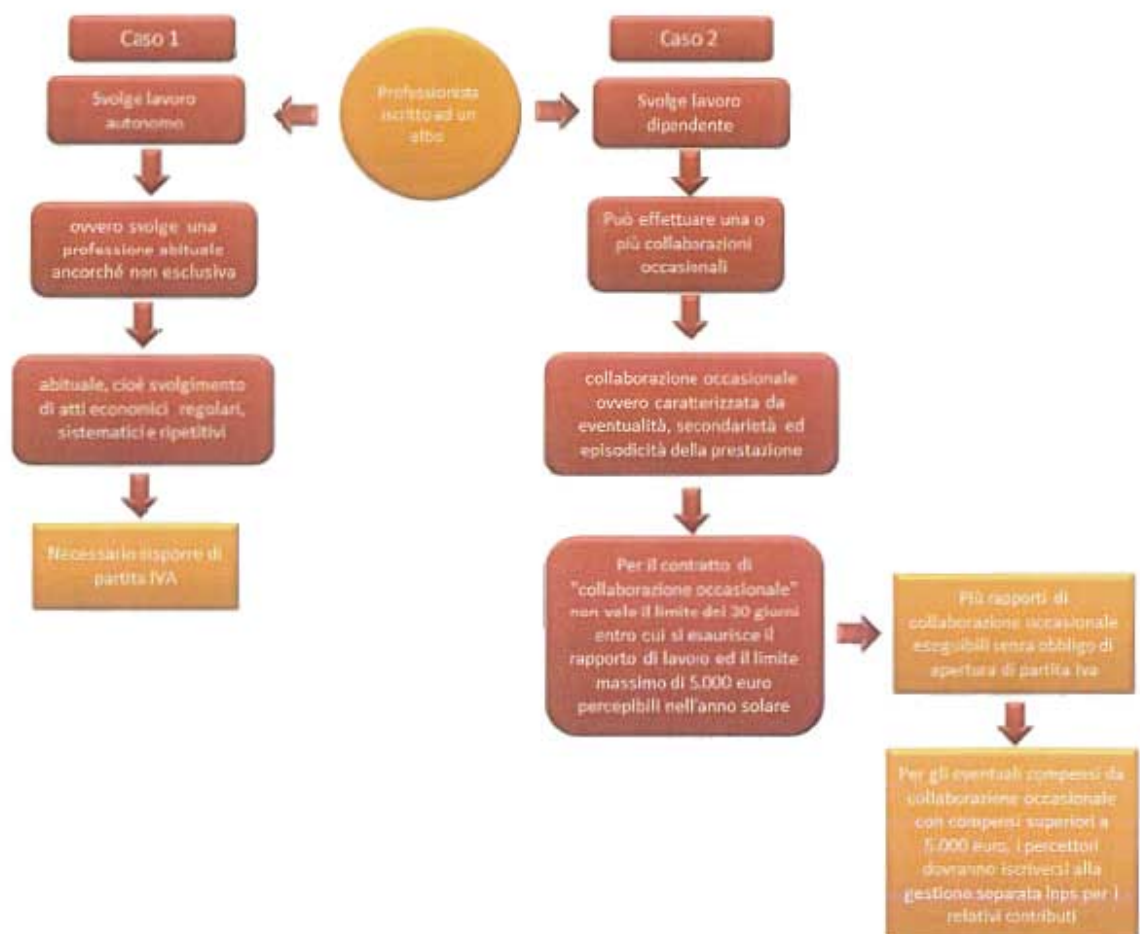 Caso 1
Caso 2
Professionista
iscritto ad un
albo
Svolge lavoro
autonomo
Svolge lavoro
dipendente
ovvero svolge una
professione abituale
ancorché non esclusiva
Può effettuare una o
più collaborazioni
occasionali
abituale, cioè svolgimento
di atti economici regolari,
sistematici e ripetitivi
collaborazione occasionale
ovvero caratterizzata da
eventualità, secondarietà ed
episodicità della prestazione
Necessario disporre di
partita IVA
Per il contratto di
"collaborazione occasionale"
non vale il limite dei 30 giorni
entro cui si esaurisce il
rapporto di lavoro ed il limite
massimo di 5.000 euro
percepibili nell'anno solare
Più rapporti di
collaborazione occasionale
eseguibili senza obbligo di
apertura di partita Iva
Per gli eventuali compensi da
collaborazione occasionale
con compensi superiori a
5.000 euro, i percettori
dovranno iscriversi alla
gestione separata Inps per i
relativi contributi